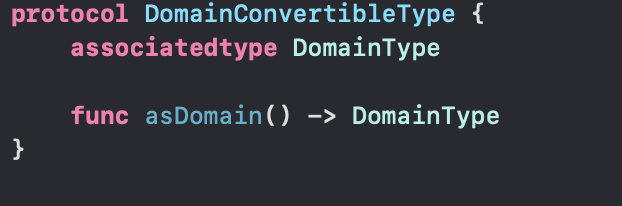 protocol DomainConvertibleType {
    associatedtype DomainType
    func asDomain() -> DomainType
}